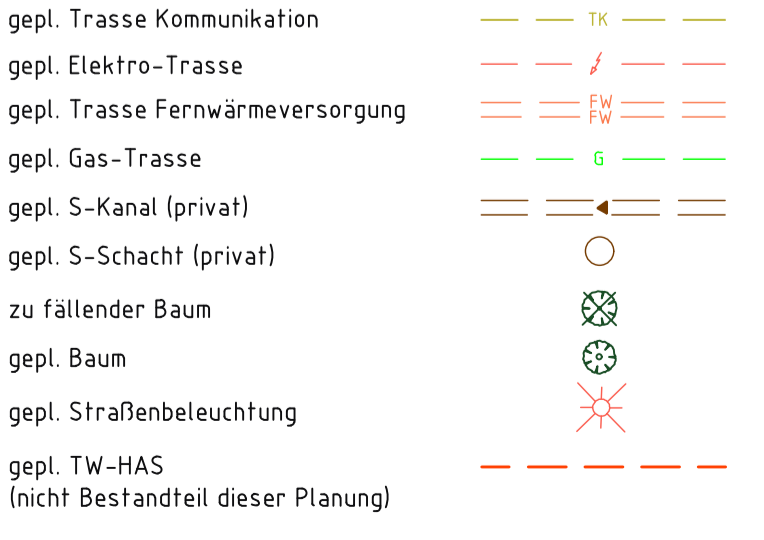 gepl. Trasse Kommunikation TK
gepl. Elektro-Trasse
gepl. Trasse Fernwärmeversorgung FW
FW
gepl. Gas-Trasse G
gepl. S-Kanal (privat)
gepl. S-Schacht (privat)
zu fällender Baum
gepl. Baum
gepl. Straßenbeleuchtung
gepl. TW-HAS
(nicht Bestandteil dieser Planung)